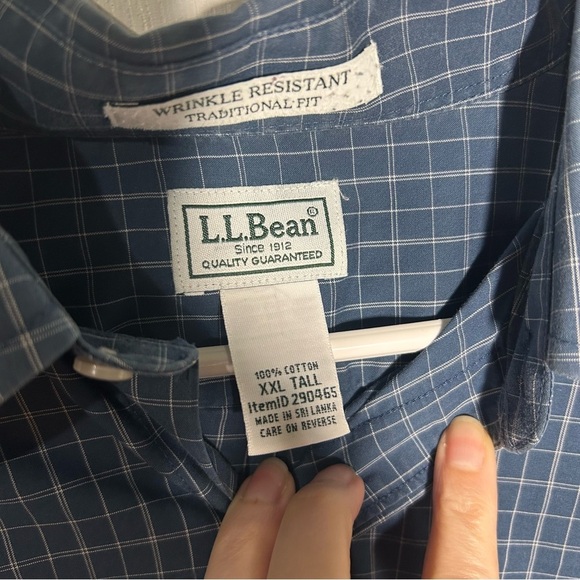 WRINKLE RESISTANT
TRADITIONAL FIT
L.L.Bean®
Since 1912
QUALITY GUARANTEED
100% COTTON
XXL TALL
ItemID 290465
MADE IN SRI LANKA
CARE ON REVERSE